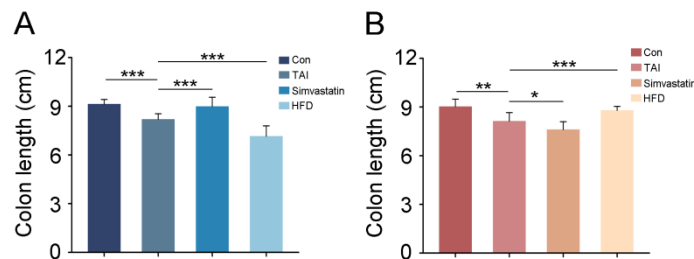 A
Colon length (cm)
12
9
6
3
0
***
***
***
Con
TAI
Simvastatin
HFD
B
Colon length (cm)
12
9
6
3
0
***
**
*
Con
TAI
Simvastatin
HFD